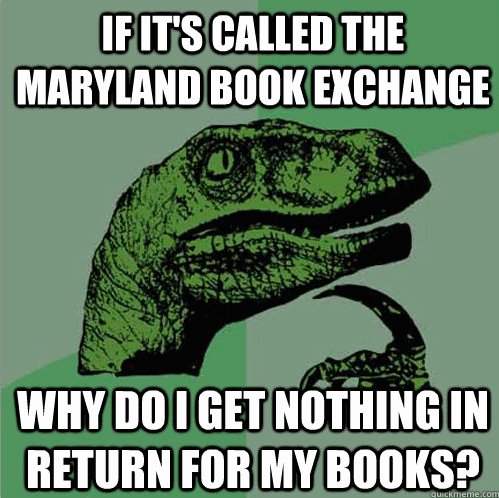 IF IT'S CALLED THE
MARYLAND BOOK EXCHANGE
WHY DO I GET NOTHING IN
RETURN FOR MY BOOKS?
quickmeme.com